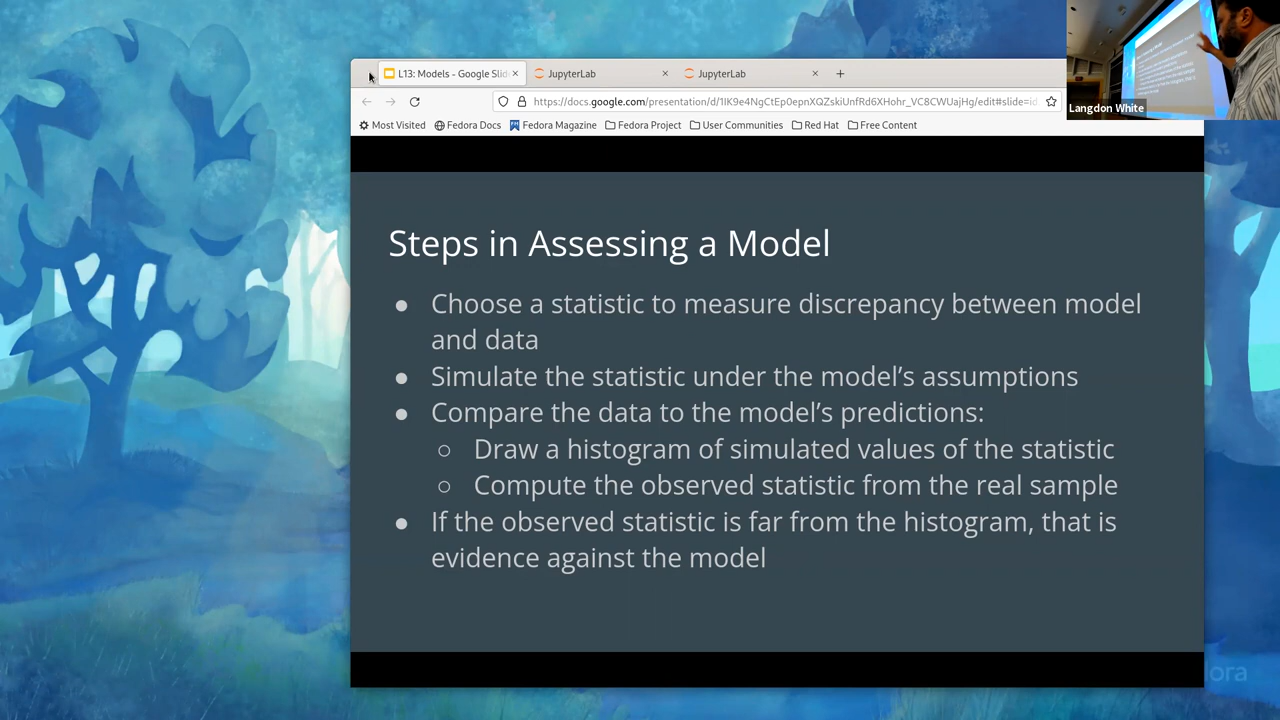 L13: Models - Google Slid
JupyterLab
JupyterLab
https://docs.google.com/presentation/d/1IK9e4NgCtEp0epnXQZskiUnfRd6XHohr_VC8CWUajHg/edit#slide=id
Most Visited
Fedora Docs
Fedora Magazine
Fedora Project
User Communities
Red Hat
Free Content
Langdon White
Steps in Assessing a Model
● Choose a statistic to measure discrepancy between model
and data
● Simulate the statistic under the model’s assumptions
● Compare the data to the model’s predictions:
○ Draw a histogram of simulated values of the statistic
○ Compute the observed statistic from the real sample
● If the observed statistic is far from the histogram, that is
evidence against the model